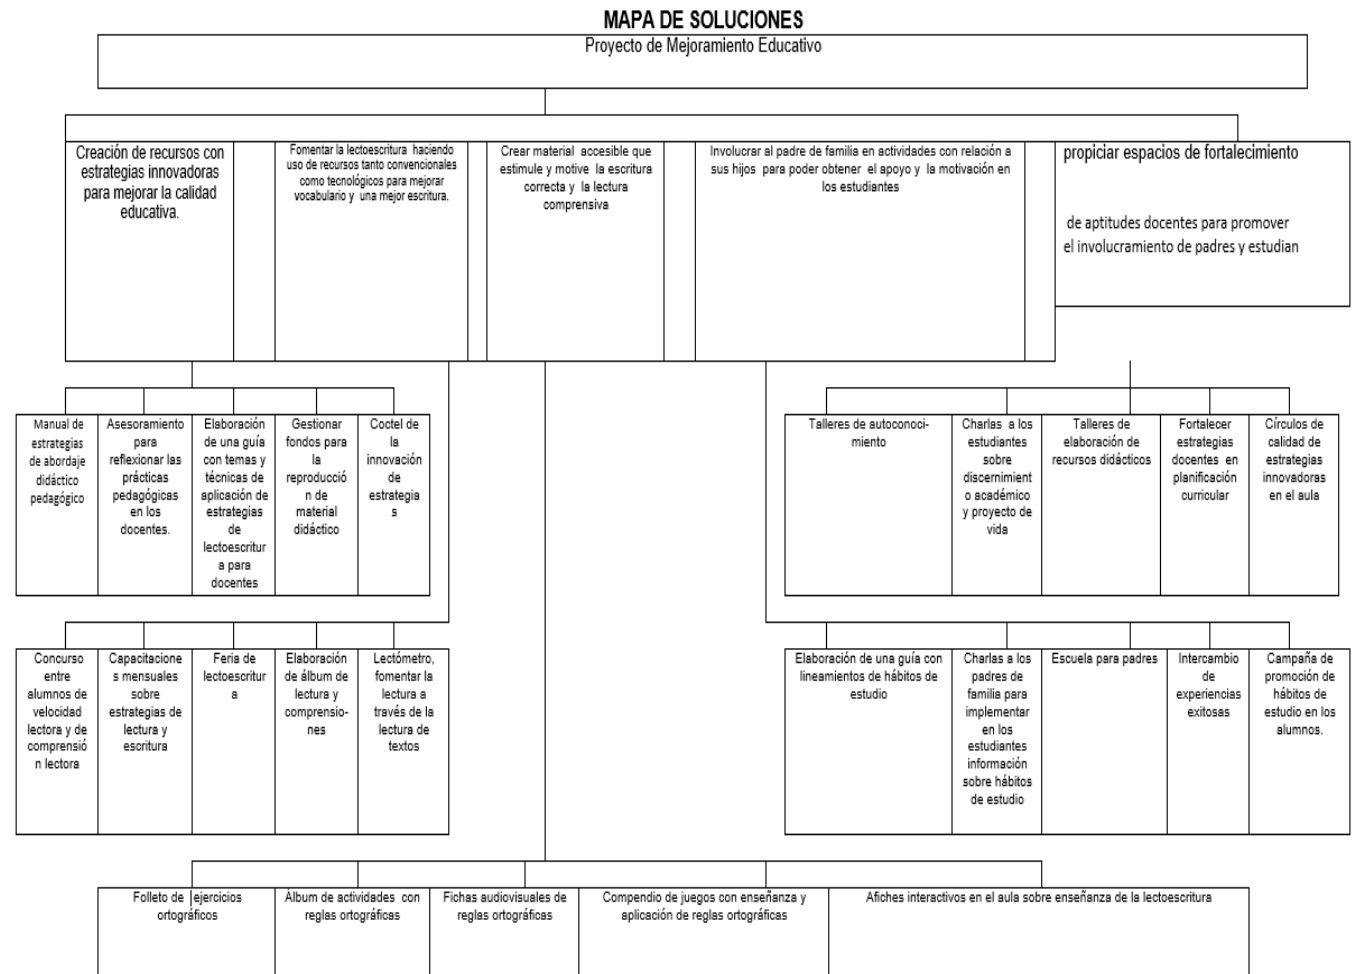 MAPA DE SOLUCIONES
Proyecto de Mejoramiento Educativo
Creación de recursos con
estrategias innovadoras
para mejorar la calidad
educativa.
Fomentar la lectoescritura haciendo
uso de recursos tanto convencionales
como tecnológicos para mejorar
vocabulario y una mejor escritura.
Crear material accesible que
estimule y motive la escritura
correcta y la lectura
comprensiva
Involucrar al padre de familia en actividades con relación a
sus hijos para poder obtener el apoyo y la motivación en
los estudiantes
propiciar espacios de fortalecimiento
de aptitudes docentes para promover
el involucramiento de padres y estudian
Manual de
estrategias
de abordaje
didáctico
pedagógico
Asesoramiento
para
reflexionar las
prácticas
pedagógicas
en los
docentes.
Elaboración
de una guía
con temas y
técnicas de
aplicación de
estrategias
de
lectoescritur
a para
docentes
Gestionar
fondos para
la
reproducció
n de
material
didáctico
Coctel de
la
innovación
de
estrategia
s
Talleres de autoconoci-
miento
Charlas a los
estudiantes
sobre
discernimient
o académico
y proyecto de
vida
Talleres de
elaboración de
recursos didácticos
Fortalecer
estrategias
docentes en
planificación
curricular
Círculos de
calidad de
estrategias
innovadoras
en el aula
Concurso
entre
alumnos de
velocidad
lectora y de
comprensió
n lectora
Capacitacione
s mensuales
sobre
estrategias de
lectura y
escritura
Feria de
lectoescritur
a
Elaboración
de álbum de
lectura y
comprensio-
nes
Lectómetro,
fomentar la
lectura a
través de la
lectura de
textos
Elaboración de una guía con
lineamientos de hábitos de
estudio
Charlas a los
padres de
familia para
implementar
en los
estudiantes
información
sobre hábitos
de estudio
Escuela para padres
Intercambio
de
experiencias
exitosas
Campaña de
promoción de
hábitos de
estudio en los
alumnos.
Folleto de ejercicios
ortográficos
Álbum de actividades con
reglas ortográficas
Fichas audiovisuales de
reglas ortográficas
Compendio de juegos con enseñanza y
aplicación de reglas ortográficas
Afiches interactivos en el aula sobre enseñanza de la lectoescritura